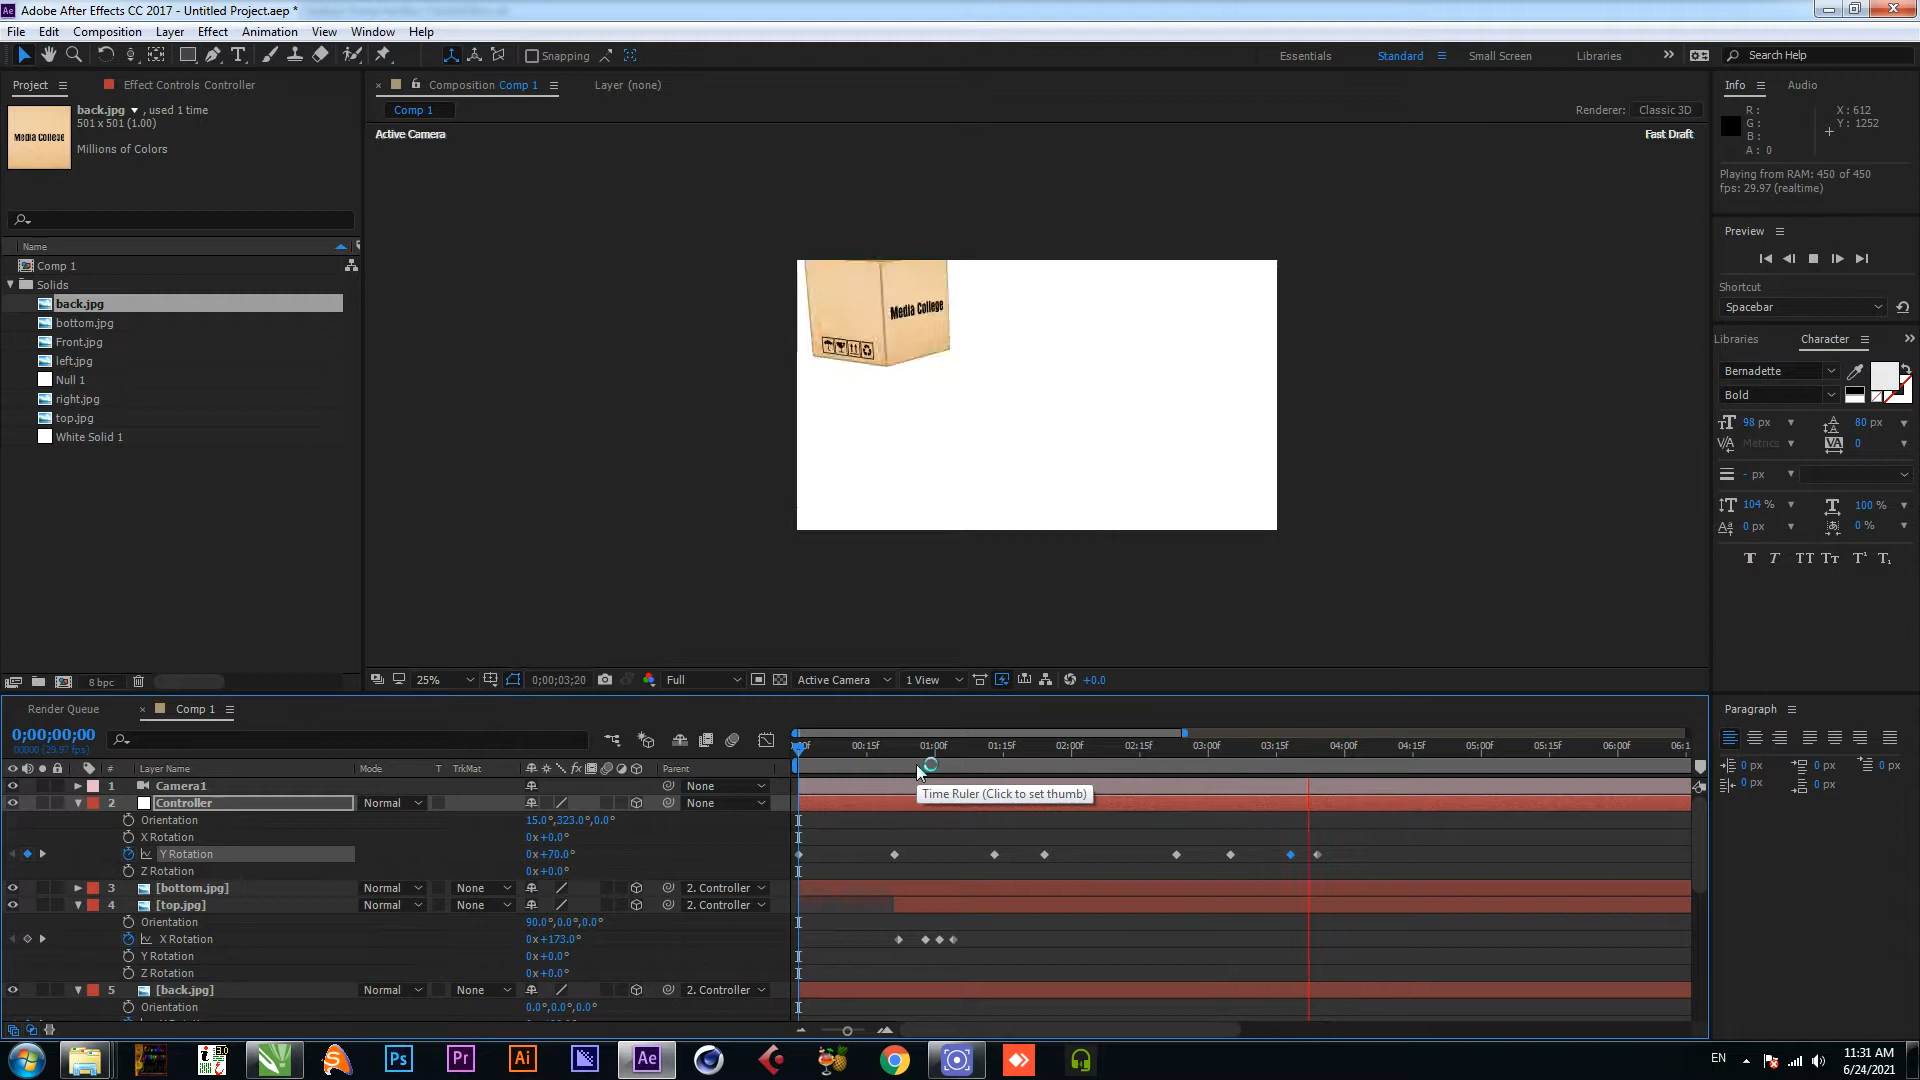 Adobe After Effects CC 2017 - Untitled Project.aep *
File Edit Composition Layer Effect Animation View Window Help
Snapping
Essentials Standard Small Screen Libraries Search Help
Project Effect Controls Controller
back.jpg , used 1 time
501 x 501 (1.00)
Millions of Colors
Media College
Name
Comp 1
Solids
back.jpg
bottom.jpg
Front.jpg
left.jpg
Null 1
right.jpg
top.jpg
White Solid 1
8 bpc
Composition Comp 1
Layer (none)
Comp 1
Renderer: Classic 3D
Active Camera
Fast Draft
Media College
25% 0;00;03;20 Full Active Camera 1 View +0.0
Info Audio
R :
G :
B :
A : 0
X : 612
Y : 1252
Playing from RAM: 450 of 450
fps: 29.97 (realtime)
Preview
Shortcut
Spacebar
Libraries Character
Bernadette
Bold
98 px 80 px
Metrics 0
- px
104 % 100 %
0 px 0 %
Paragraph
0 px 0 px 0 px
0 px 0 px
Render Queue Comp 1
0;00;00;00
00000 (29.97 fps)
00:15f 01:00f 01:15f 02:00f 02:15f 03:00f 03:15f 04:00f 04:15f 05:00f 05:15f 06:00f 06:1
# Layer Name Mode T TrkMat Parent
1 Camera1 None
2 Controller Normal None
Time Ruler (Click to set thumb)
Orientation 15.0°,323.0°,0.0°
X Rotation 0x+0.0°
Y Rotation 0x+70.0°
Z Rotation 0x+0.0°
3 [bottom.jpg] Normal None 2. Controller
4 [top.jpg] Normal None 2. Controller
Orientation 90.0°,0.0°,0.0°
X Rotation 0x+173.0°
Y Rotation 0x+0.0°
Z Rotation 0x+0.0°
5 [back.jpg] Normal None 2. Controller
Orientation 0.0°,0.0°,0.0°
Ps Pr Ai Ae
EN
11:31 AM
6/24/2021